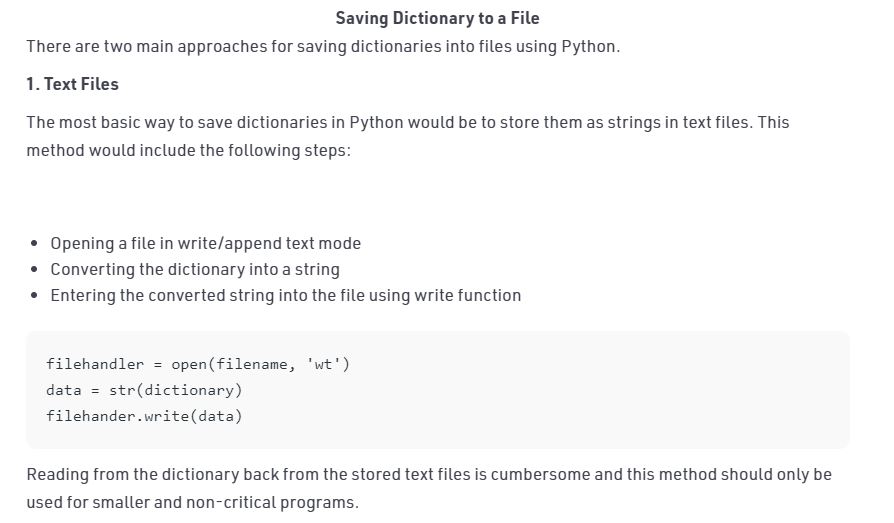 Saving Dictionary to a File
There are two main approaches for saving dictionaries into files using Python.
1. Text Files
The most basic way to save dictionaries in Python would be to store them as strings in text files. This
method would include the following steps:
• Opening a file in write/append text mode
• Converting the dictionary into a string
• Entering the converted string into the file using write function
filehandler = open(filename, 'wt')
data = str(dictionary)
filehander.write(data)
Reading from the dictionary back from the stored text files is cumbersome and this method should only be
used for smaller and non-critical programs.